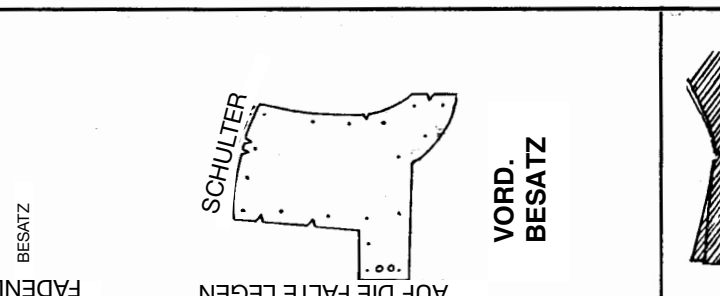 SCHULTER
VORD.
BESATZ
BESATZ
AUF DIE FALTE LEGEN